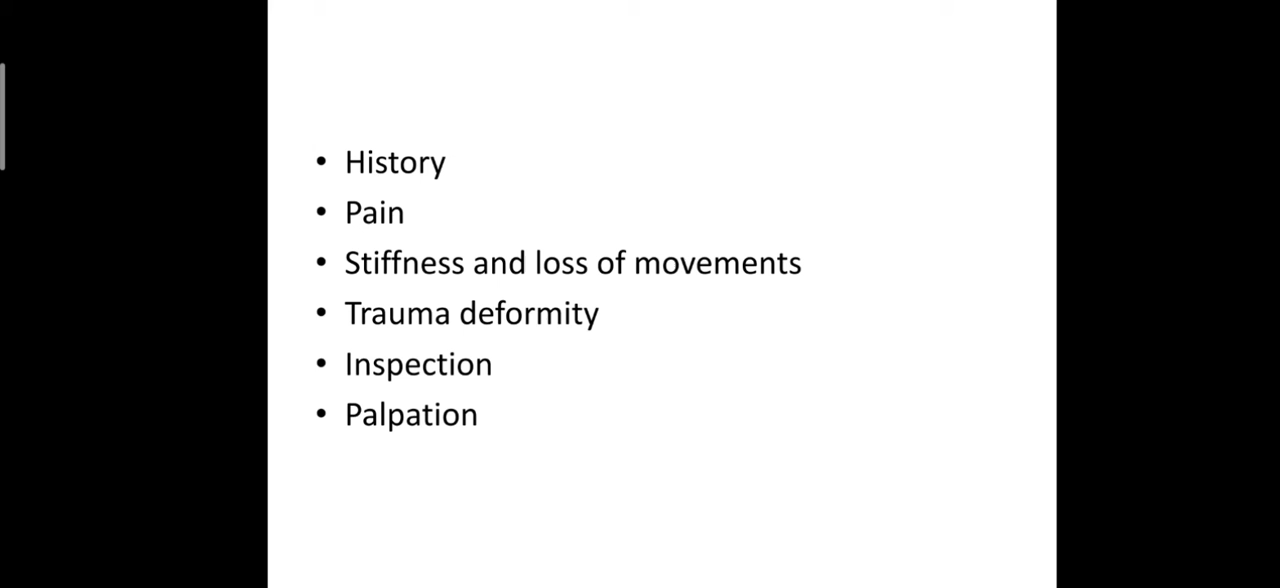 • History
• Pain
• Stiffness and loss of movements
• Trauma deformity
• Inspection
• Palpation